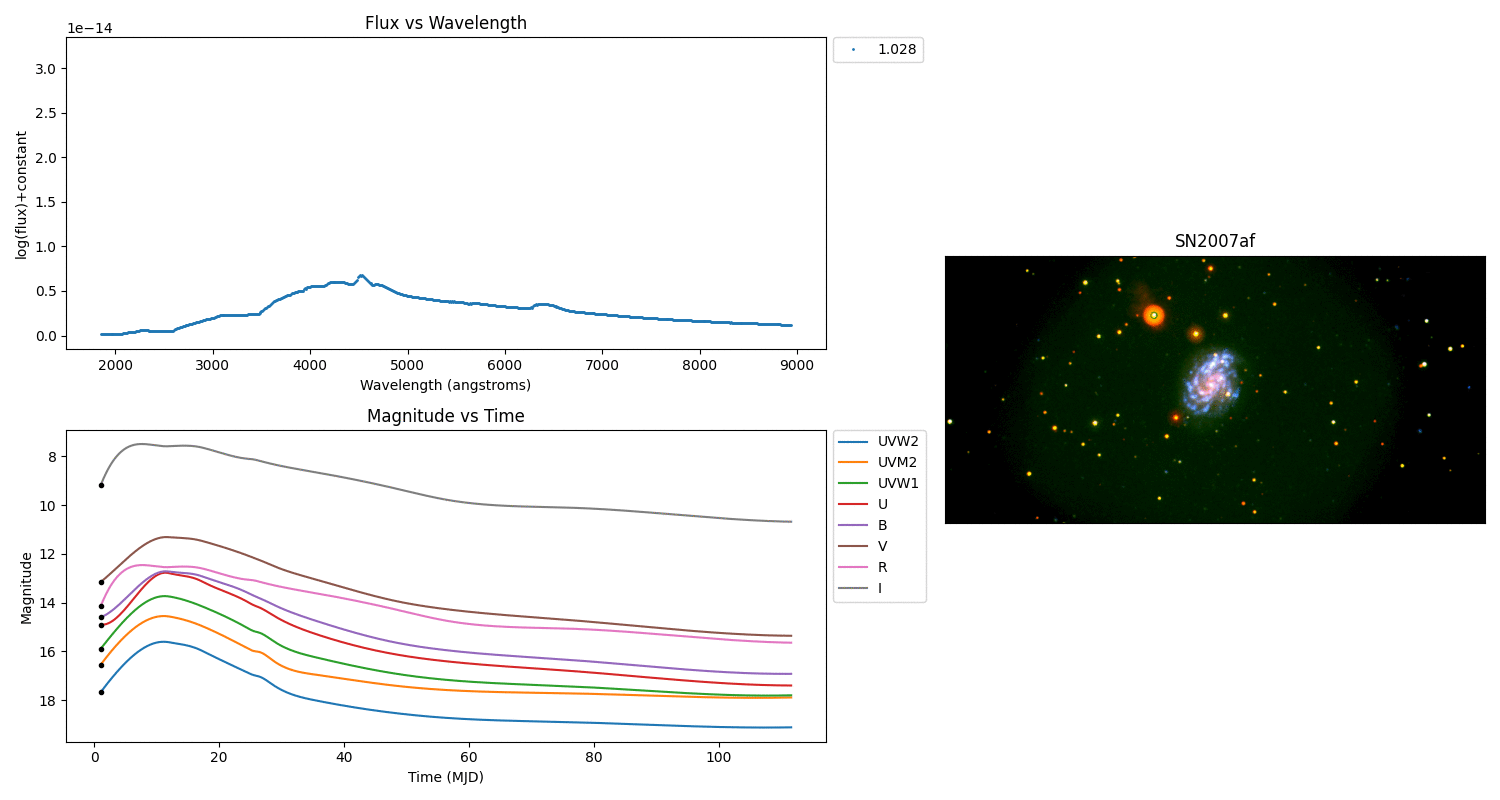 Flux vs Wavelength
1e−14
3.0
2.5
2.0
1.5
1.0
0.5
0.0
log(flux)+constant
2000 3000 4000 5000 6000 7000 8000 9000
Wavelength (angstroms)
1.028
Magnitude vs Time
8
10
12
14
16
18
Magnitude
0 20 40 60 80 100
Time (MJD)
UVW2
UVM2
UVW1
U
B
V
R
I
SN2007af